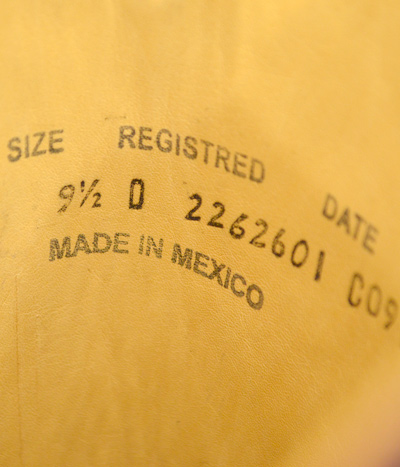 SIZE REGISTRED DATE
9½ D 2262601 C09
MADE IN MEXICO